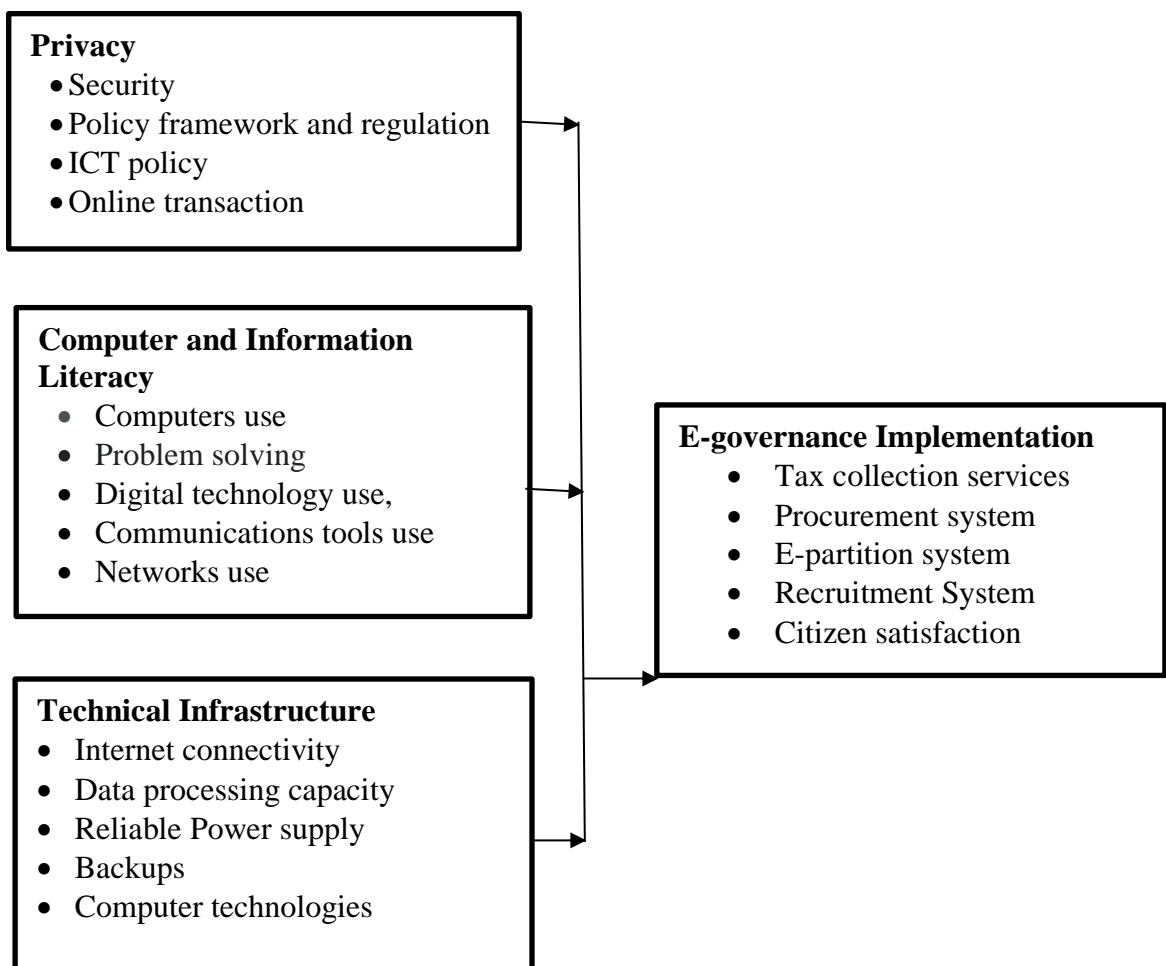 Privacy
• Security
• Policy framework and regulation
• ICT policy
• Online transaction
Computer and Information
Literacy
• Computers use
• Problem solving
• Digital technology use,
• Communications tools use
• Networks use
E-governance Implementation
• Tax collection services
• Procurement system
• E-partition system
• Recruitment System
• Citizen satisfaction
Technical Infrastructure
• Internet connectivity
• Data processing capacity
• Reliable Power supply
• Backups
• Computer technologies